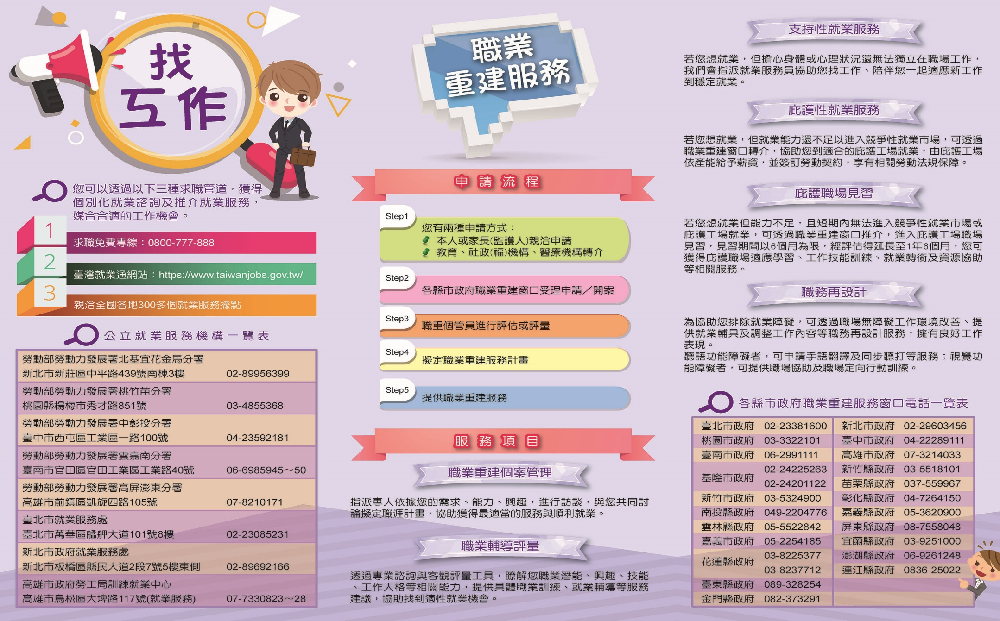 找
工作
您可以透過以下三種求職管道，獲得
個別化就業諮詢及推介就業服務，
媒合合適的工作機會。
1
求職免費專線：0800-777-888
2
臺灣就業通網站：https://www.taiwanjobs.gov.tw/
3
親洽全國各地300多個就業服務據點
公立就業服務機構一覽表
勞動部勞動力發展署北基宜花金馬分署
新北市新莊區中平路439號南棟3樓 02-89956399
勞動部勞動力發展署桃竹苗分署
桃園縣楊梅市秀才路851號 03-4855368
勞動部勞動力發展署中彰投分署
臺中市西屯區工業區一路100號 04-23592181
勞動部勞動力發展署雲嘉南分署
臺南市官田區官田工業區工業路40號 06-6985945～50
勞動部勞動力發展署高屏澎東分署
高雄市前鎮區凱旋四路105號 07-8210171
臺北市就業服務處
臺北市萬華區艋舺大道101號8樓 02-23085231
新北市政府就業服務處
新北市板橋區縣民大道2段7號5樓東側 02-89692166
高雄市政府勞工局訓練就業中心
高雄市鳥松區大埤路117號(就業服務) 07-7330823～28
職業
重建服務
申請流程
Step1
您有兩種申請方式：
本人或家長(監護人)親洽申請
教育、社政(福)機構、醫療機構轉介
Step2
各縣市政府職業重建窗口受理申請／開案
Step3
職重個管員進行評估或評量
Step4
擬定職業重建服務計畫
Step5
提供職業重建服務
服務項目
職業重建個案管理
指派專人依據您的需求、能力、興趣，進行訪談，與您共同討
論擬定職涯計畫，協助獲得最適當的服務與順利就業。
職業輔導評量
透過專業諮詢與客觀評量工具，瞭解您職業潛能、興趣、技能
、工作人格等相關能力，提供具體職業訓練、就業輔導等服務
建議，協助找到適性就業機會。
支持性就業服務
若您想就業，但擔心身體或心理狀況還無法獨立在職場工作，
我們會指派就業服務員協助您找工作、陪伴您一起適應新工作
到穩定就業。
庇護性就業服務
若您想就業，但就業能力還不足以進入競爭性就業市場，可透過
職業重建窗口轉介，協助您到適合的庇護工場就業，由庇護工場
依產能給予薪資，並簽訂勞動契約，享有相關勞動法規保障。
庇護職場見習
若您想就業但能力不足，且短期內無法進入競爭性就業市場或
庇護工場就業，可透過職業重建窗口推介，進入庇護工場職場
見習，見習期間以6個月為限，經評估得延長至1年6個月，您可
獲得庇護職場適應學習、工作技能訓練、就業轉銜及資源協助
等相關服務。
職務再設計
為協助您排除就業障礙，可透過職場無障礙工作環境改善、提
供就業輔具及調整工作內容等職務再設計服務，擁有良好工作
表現。
聽語功能障礙者，可申請手語翻譯及同步聽打等服務；視覺功
能障礙者，可提供職場協助及職場定向行動訓練。
各縣市政府職業重建服務窗口電話一覽表
臺北市政府 02-23381600 新北市政府 02-29603456
桃園市政府 03-3322101 臺中市政府 04-22289111
臺南市政府 06-2991111 高雄市政府 07-3214033
基隆市政府 02-24225263 新竹縣政府 03-5518101
02-24201122 苗栗縣政府 037-559967
新竹市政府 03-5324900 彰化縣政府 04-7264150
南投縣政府 049-2204776 嘉義縣政府 05-3620900
雲林縣政府 05-5522842 屏東縣政府 08-7558048
嘉義市政府 05-2254185 宜蘭縣政府 03-9251000
花蓮縣政府 03-8225377 澎湖縣政府 06-9261248
03-8237712 連江縣政府 0836-25022
臺東縣政府 089-328254
金門縣政府 082-373291